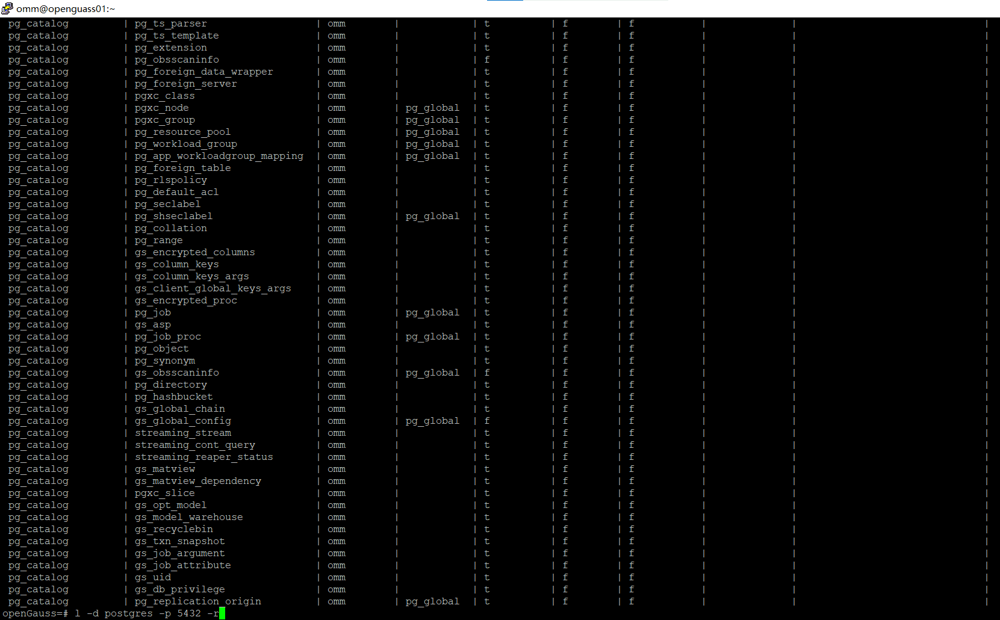 omm@openguass01:~
pg_catalog | pg_ts_parser | omm | | t | f | f | | |
pg_catalog | pg_ts_template | omm | | t | f | f | | |
pg_catalog | pg_extension | omm | | t | f | f | | |
pg_catalog | pg_obsscaninfo | omm | | f | f | f | | |
pg_catalog | pg_foreign_data_wrapper | omm | | t | f | f | | |
pg_catalog | pg_foreign_server | omm | | t | f | f | | |
pg_catalog | pgxc_class | omm | | t | f | f | | |
pg_catalog | pgxc_node | omm | pg_global | t | f | f | | |
pg_catalog | pgxc_group | omm | pg_global | t | f | f | | |
pg_catalog | pg_resource_pool | omm | pg_global | t | f | f | | |
pg_catalog | pg_workload_group | omm | pg_global | t | f | f | | |
pg_catalog | pg_app_workloadgroup_mapping | omm | pg_global | t | f | f | | |
pg_catalog | pg_foreign_table | omm | | t | f | f | | |
pg_catalog | pg_rlspolicy | omm | | t | f | f | | |
pg_catalog | pg_default_acl | omm | | t | f | f | | |
pg_catalog | pg_seclabel | omm | | t | f | f | | |
pg_catalog | pg_shseclabel | omm | pg_global | t | f | f | | |
pg_catalog | pg_collation | omm | | t | f | f | | |
pg_catalog | pg_range | omm | | t | f | f | | |
pg_catalog | gs_encrypted_columns | omm | | t | f | f | | |
pg_catalog | gs_column_keys | omm | | t | f | f | | |
pg_catalog | gs_column_keys_args | omm | | t | f | f | | |
pg_catalog | gs_client_global_keys_args | omm | | t | f | f | | |
pg_catalog | gs_encrypted_proc | omm | | t | f | f | | |
pg_catalog | pg_job | omm | pg_global | t | f | f | | |
pg_catalog | gs_asp | omm | | t | f | f | | |
pg_catalog | pg_job_proc | omm | pg_global | t | f | f | | |
pg_catalog | pg_object | omm | | t | f | f | | |
pg_catalog | pg_synonym | omm | | t | f | f | | |
pg_catalog | gs_obsscaninfo | omm | pg_global | f | f | f | | |
pg_catalog | pg_directory | omm | | t | f | f | | |
pg_catalog | pg_hashbucket | omm | | t | f | f | | |
pg_catalog | gs_global_chain | omm | | t | f | f | | |
pg_catalog | gs_global_config | omm | pg_global | f | f | f | | |
pg_catalog | streaming_stream | omm | | t | f | f | | |
pg_catalog | streaming_cont_query | omm | | t | f | f | | |
pg_catalog | streaming_reaper_status | omm | | t | f | f | | |
pg_catalog | gs_matview | omm | | t | f | f | | |
pg_catalog | gs_matview_dependency | omm | | t | f | f | | |
pg_catalog | pgxc_slice | omm | | t | f | f | | |
pg_catalog | gs_opt_model | omm | | t | f | f | | |
pg_catalog | gs_model_warehouse | omm | | t | f | f | | |
pg_catalog | gs_recyclebin | omm | | t | f | f | | |
pg_catalog | gs_txn_snapshot | omm | | t | f | f | | |
pg_catalog | gs_job_argument | omm | | t | f | f | | |
pg_catalog | gs_job_attribute | omm | | t | f | f | | |
pg_catalog | gs_uid | omm | | t | f | f | | |
pg_catalog | gs_db_privilege | omm | | t | f | f | | |
pg_catalog | pg_replication_origin | omm | pg_global | t | f | f | | |
openGauss=# l -d postgres -p 5432 -r